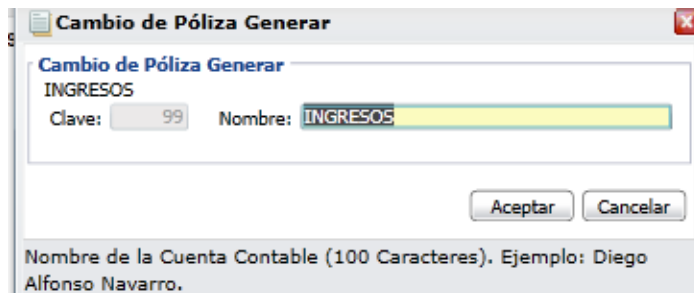 Cambio de Póliza Generar
Cambio de Póliza Generar
INGRESOS
Clave: 99 Nombre: INGRESOS
Aceptar Cancelar
Nombre de la Cuenta Contable (100 Caracteres). Ejemplo: Diego
Alfonso Navarro.